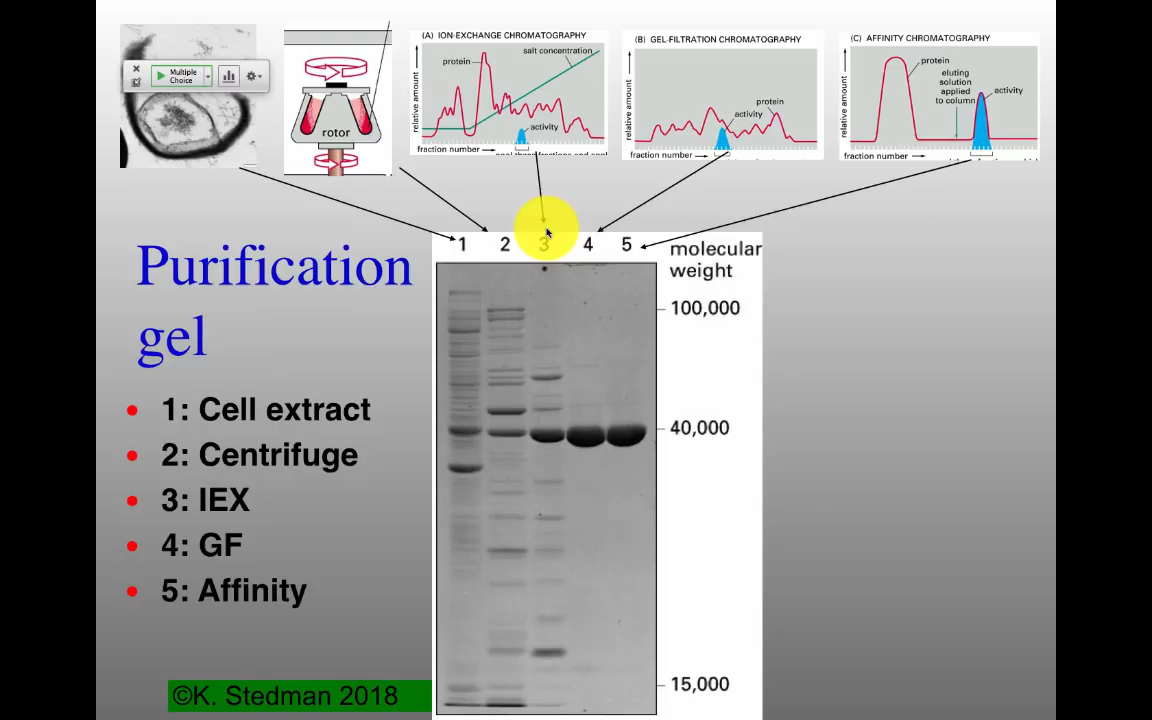 (A) ION-EXCHANGE CHROMATOGRAPHY
salt concentration
protein
relative amount
activity
fraction number
(B) GEL-FILTRATION CHROMATOGRAPHY
protein
relative amount
activity
fraction number
(C) AFFINITY CHROMATOGRAPHY
protein
eluting
solution
applied
to column
relative amount
activity
fraction number
Multiple
Choice
rotor
1 2 3 4 5
molecular
weight
100,000
40,000
15,000
Purification
gel
• 1: Cell extract
• 2: Centrifuge
• 3: IEX
• 4: GF
• 5: Affinity
©K. Stedman 2018